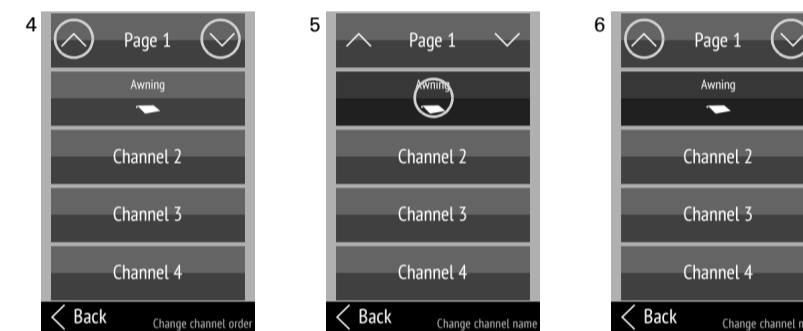 4
Page 1
Awning
Channel 2
Channel 3
Channel 4
Back
Change channel order
5
Page 1
Awning
Channel 2
Channel 3
Channel 4
Back
Change channel name
6
Page 1
Awning
Channel 2
Channel 3
Channel 4
Back
Change channel